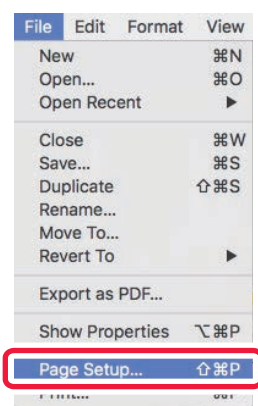 File Edit Format View
New ⌘N
Open... ⌘O
Open Recent ▶
Close ⌘W
Save... ⌘S
Duplicate ⇧⌘S
Rename...
Move To...
Revert To ▶
Export as PDF...
Show Properties ⌥⌘P
Page Setup... ⇧⌘P